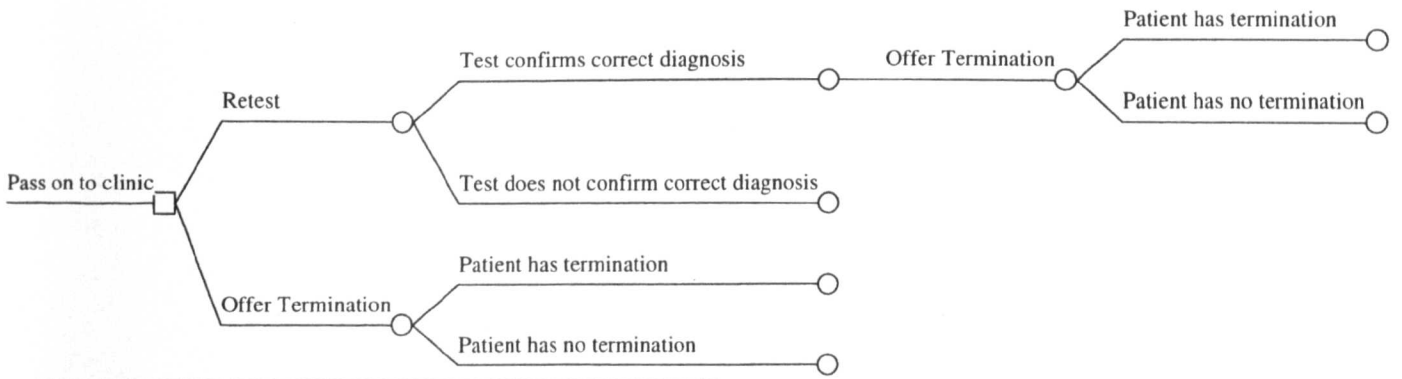 Patient has termination
Test confirms correct diagnosis
Offer Termination
Retest
Patient has no termination
Pass on to clinic
Test does not confirm correct diagnosis
Patient has termination
Offer Termination
Patient has no termination